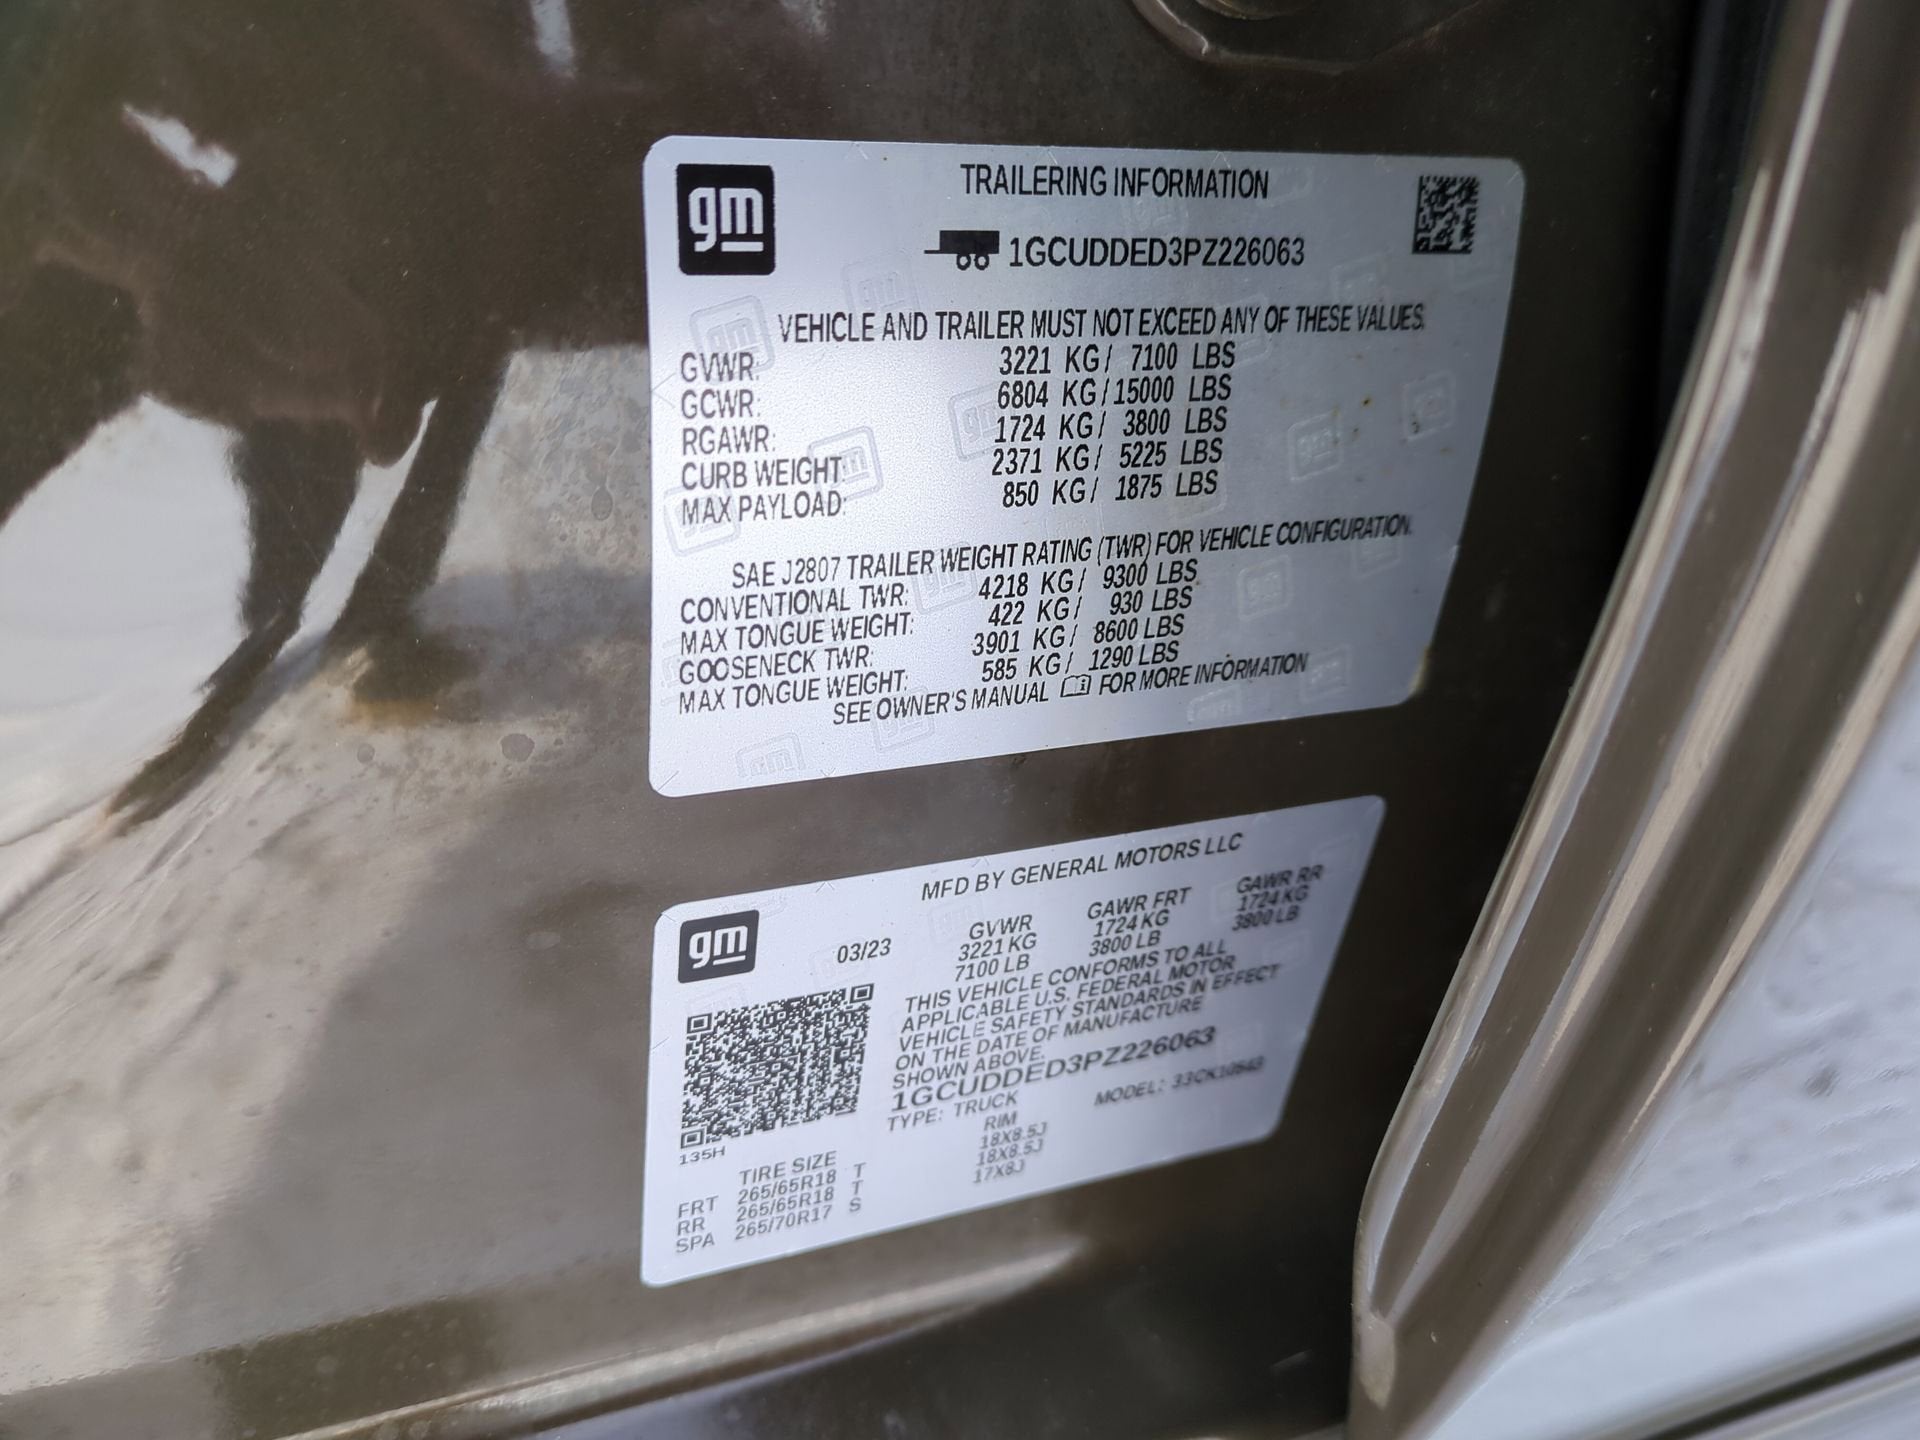 gm
TRAILERING INFORMATION
1GCUDDED3PZ226063
VEHICLE AND TRAILER MUST NOT EXCEED ANY OF THESE VALUES.
GVWR: 3221 KG/ 7100 LBS
GCWR: 6804 KG/15000 LBS
RGAWR: 1724 KG/ 3800 LBS
CURB WEIGHT: 2371 KG/ 5225 LBS
MAX PAYLOAD: 850 KG/ 1875 LBS
SAE J2807 TRAILER WEIGHT RATING (TWR) FOR VEHICLE CONFIGURATION.
CONVENTIONAL TWR: 4218 KG/ 9300 LBS
MAX TONGUE WEIGHT: 422 KG/ 930 LBS
GOOSENECK TWR: 3901 KG/ 8600 LBS
MAX TONGUE WEIGHT: 585 KG/ 1290 LBS
SEE OWNER'S MANUAL FOR MORE INFORMATION
gm
MFD BY GENERAL MOTORS LLC
03/23 GVWR GAWR FRT GAWR RR
3221 KG 1724 KG 1724 KG
7100 LB 3800 LB 3800 LB
THIS VEHICLE CONFORMS TO ALL
APPLICABLE U.S. FEDERAL MOTOR
VEHICLE SAFETY STANDARDS IN EFFECT
ON THE DATE OF MANUFACTURE
SHOWN ABOVE.
1GCUDDED3PZ226063
TYPE: TRUCK MODEL:
135H
TIRE SIZE RIM
FRT 265/65R18 T 18X8.5J
RR 265/65R18 T 18X8.5J
SPA 265/70R17 S 17X8J